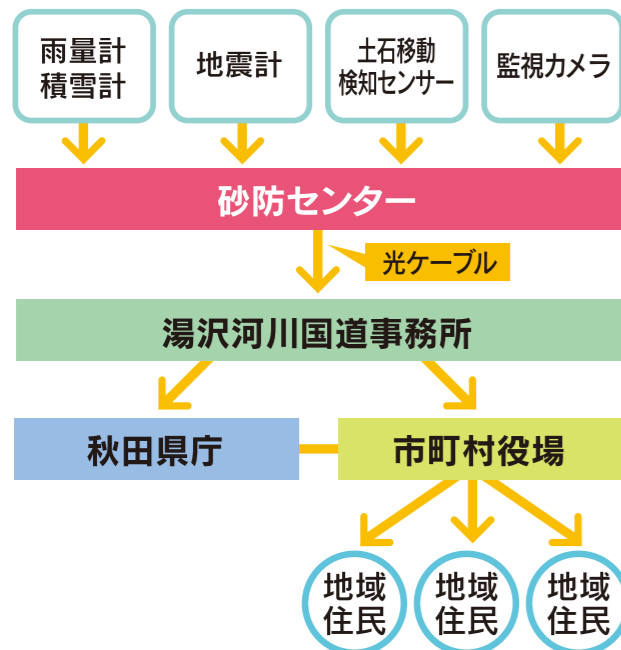 雨量計
積雪計
地震計
土石移動
検知センサー
監視カメラ
砂防センター
光ケーブル
湯沢河川国道事務所
秋田県庁
市町村役場
地域
住民
地域
住民
地域
住民